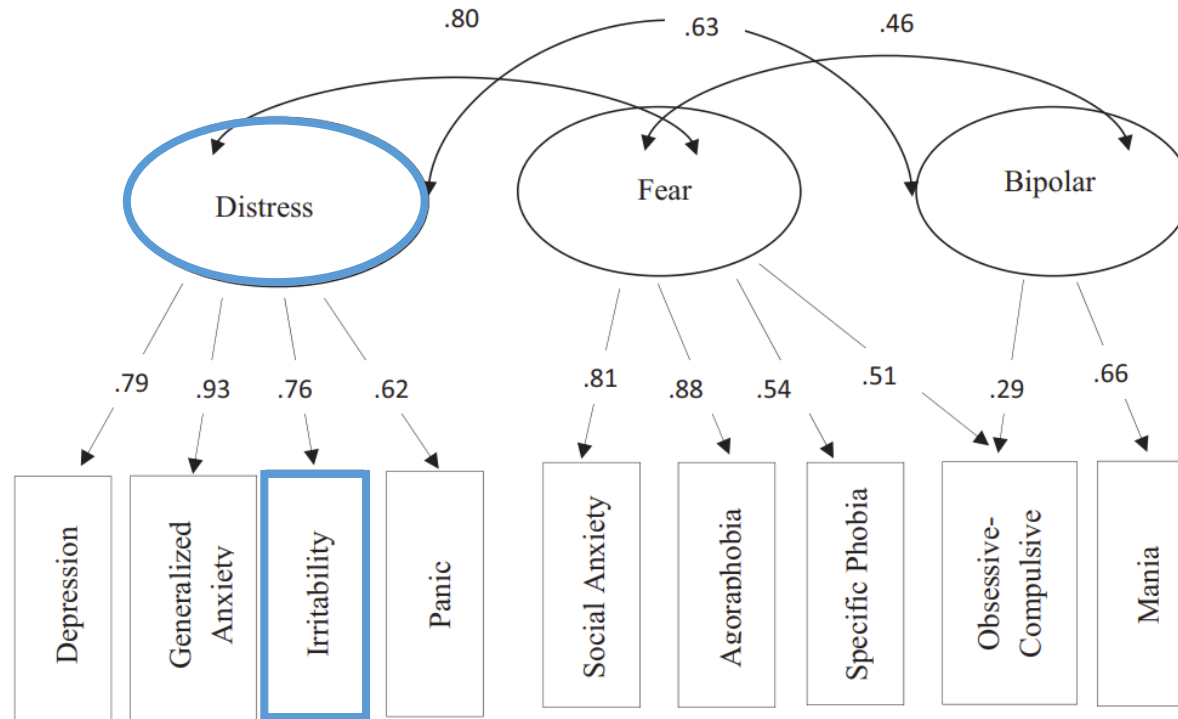 .80
.63
.46
Distress
Fear
Bipolar
.79
.93
.76
.62
.81
.88
.54
.51
.29
.66
Depression
Generalized
Anxiety
Irritability
Panic
Social Anxiety
Agoraphobia
Specific Phobia
Obsessive-
Compulsive
Mania